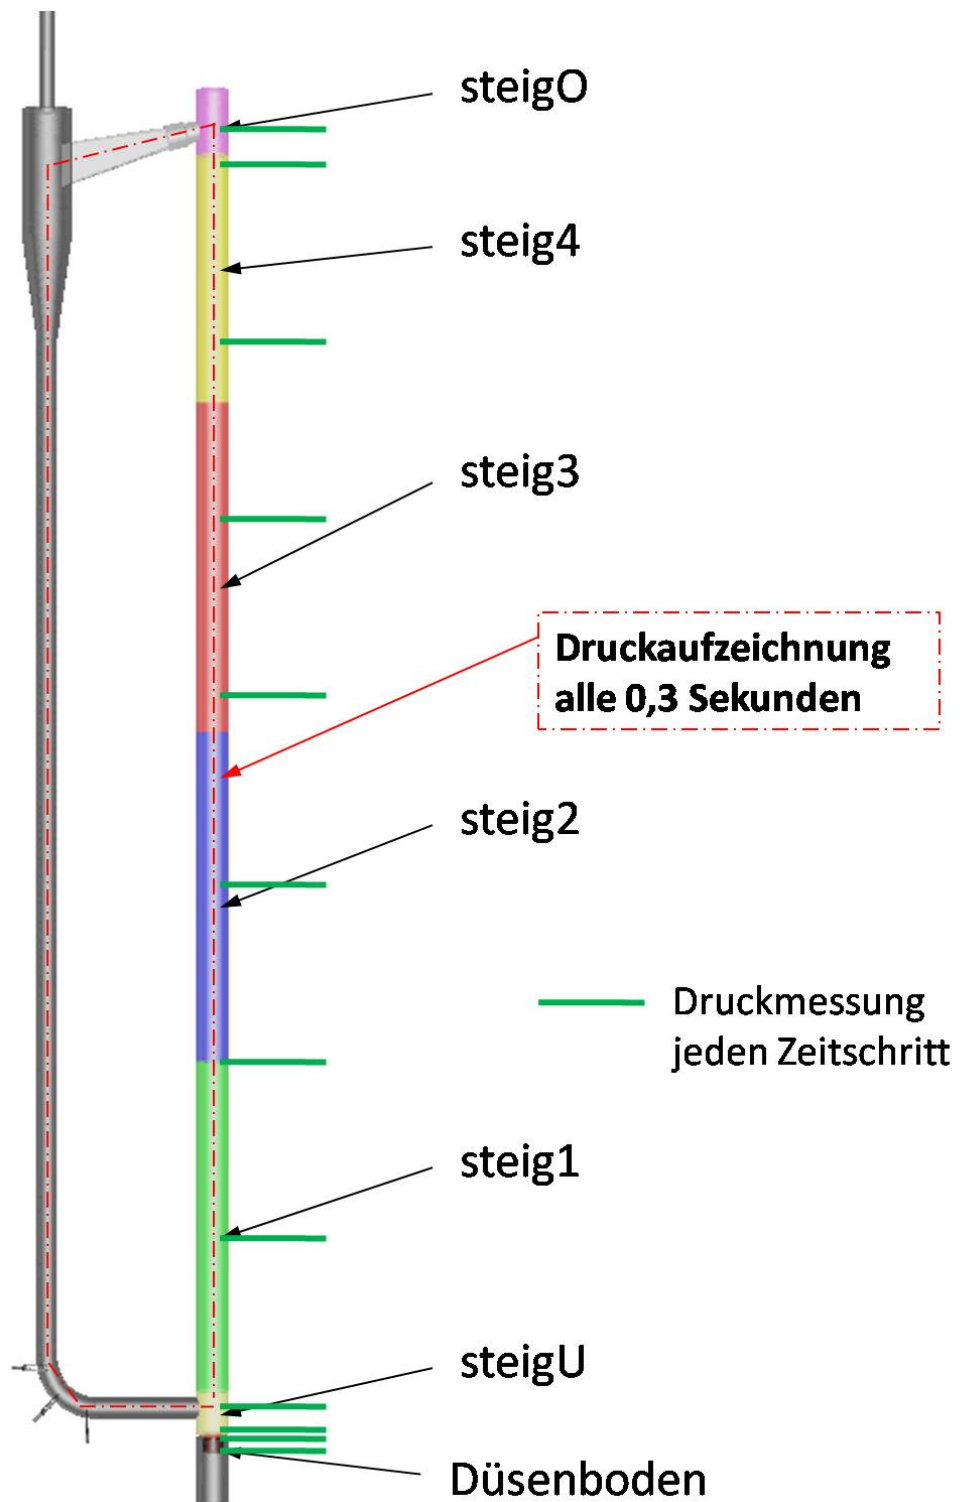 steigO
steig4
steig3
Druckaufzeichnung
alle 0,3 Sekunden
steig2
Druckmessung
jeden Zeitschritt
steig1
steigU
Düsenboden